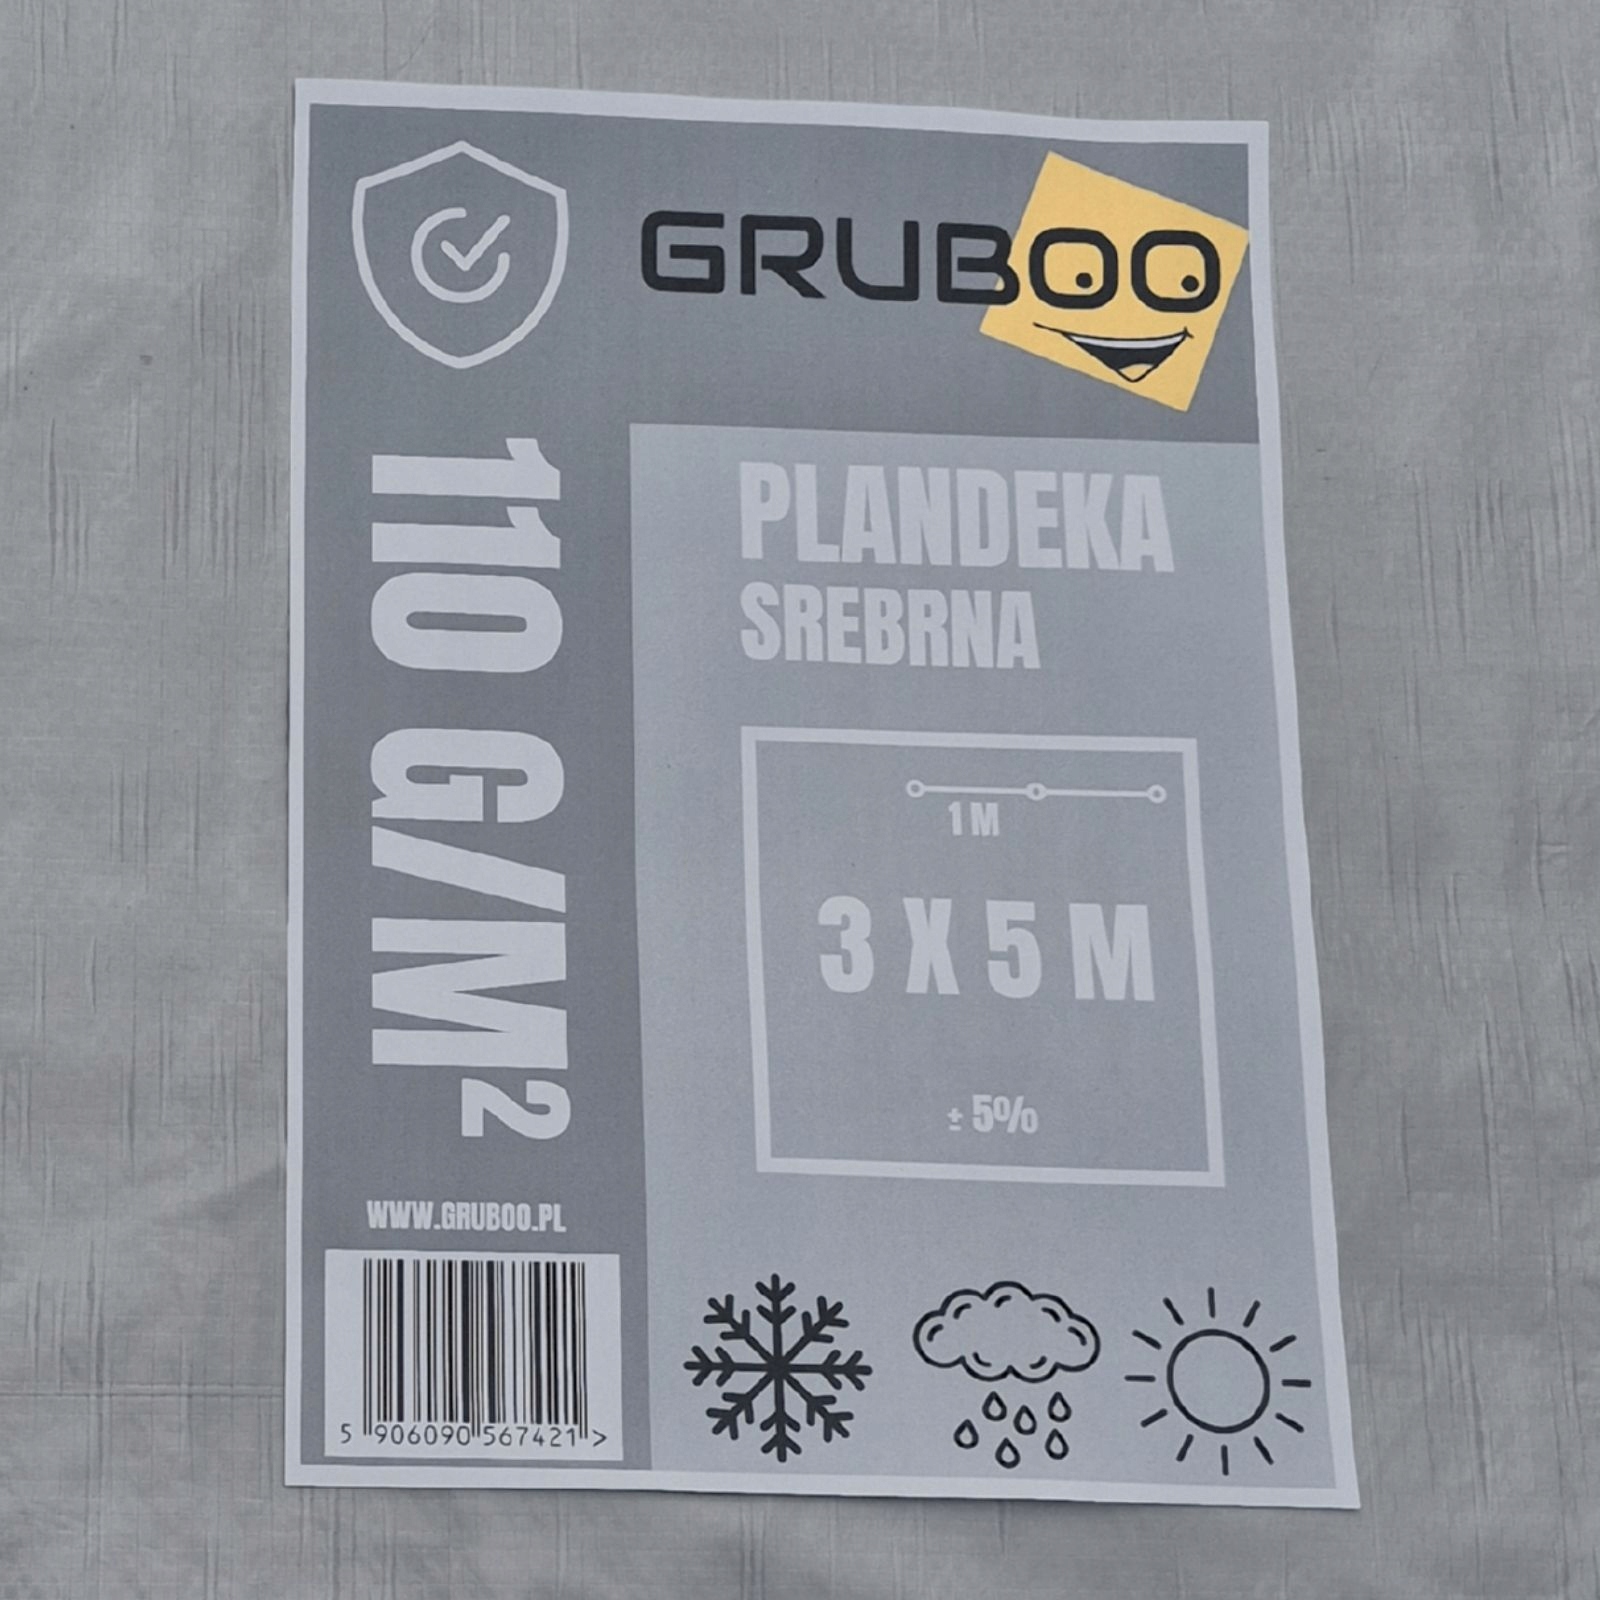 GRUBOO
110 G/M²
PLANDEKA
SREBRNA
1 M
3 X 5 M
± 5%
WWW.GRUBOO.PL
5 906090 567421 >